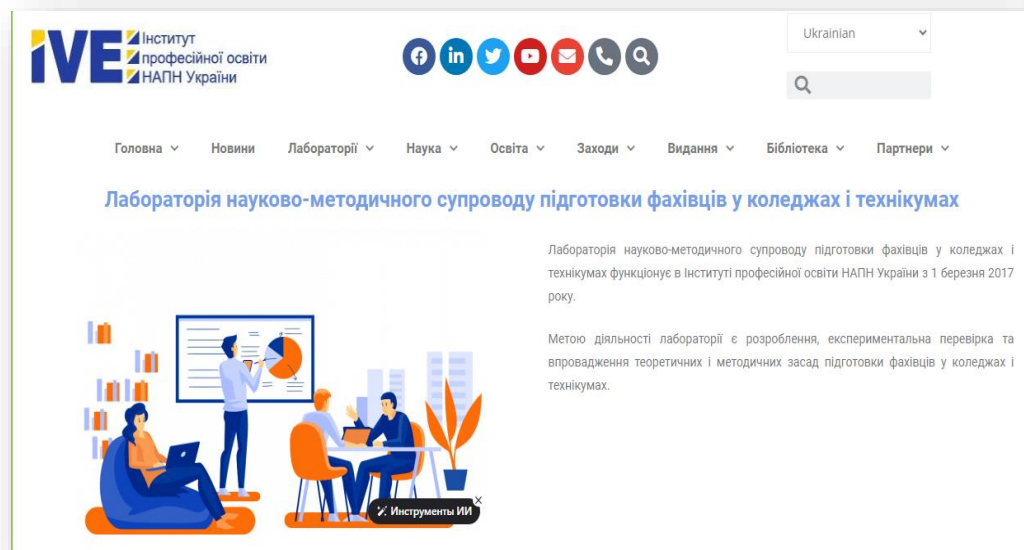 IVE
Інститут
професійної освіти
НАПН України
Ukrainian
Головна Новини Лабораторії Наука Освіта Заходи Видання Бібліотека Партнери
Лабораторія науково-методичного супроводу підготовки фахівців у коледжах і технікумах
Лабораторія науково-методичного супроводу підготовки фахівців у коледжах і
технікумах функціонує в Інституті професійної освіти НАПН України з 1 березня 2017
року.
Метою діяльності лабораторії є розроблення, експериментальна перевірка та
впровадження теоретичних і методичних засад підготовки фахівців у коледжах і
технікумах.
Инструменты ИИ